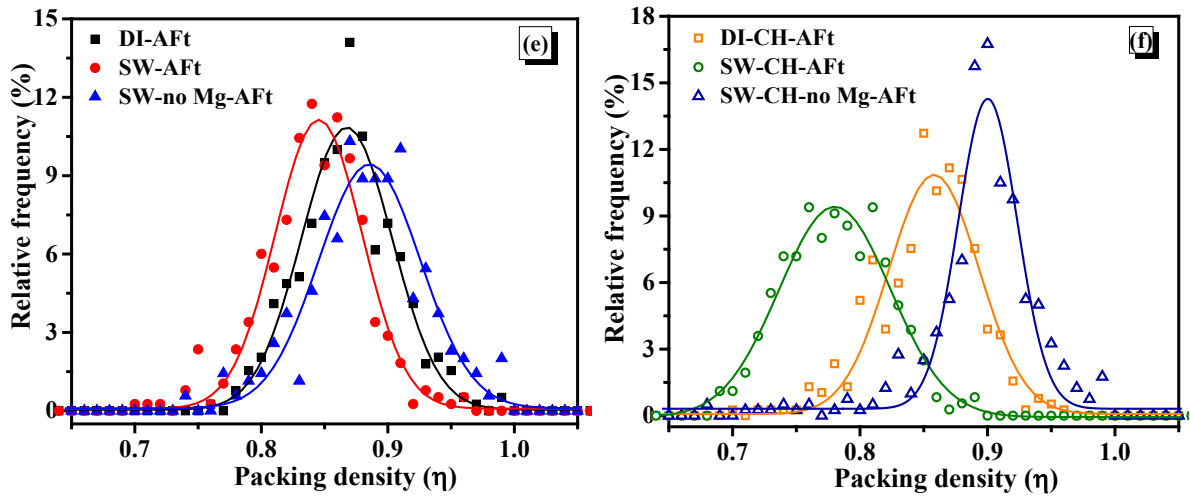 (e)
DI-AFt
SW-AFt
SW-no Mg-AFt
15
12
9
6
3
0
Relative frequency (%)
0.7
0.8
0.9
1.0
Packing density (η)
(f)
DI-CH-AFt
SW-CH-AFt
SW-CH-no Mg-AFt
18
15
12
9
6
3
0
Relative frequency (%)
0.7
0.8
0.9
1.0
Packing density (η)